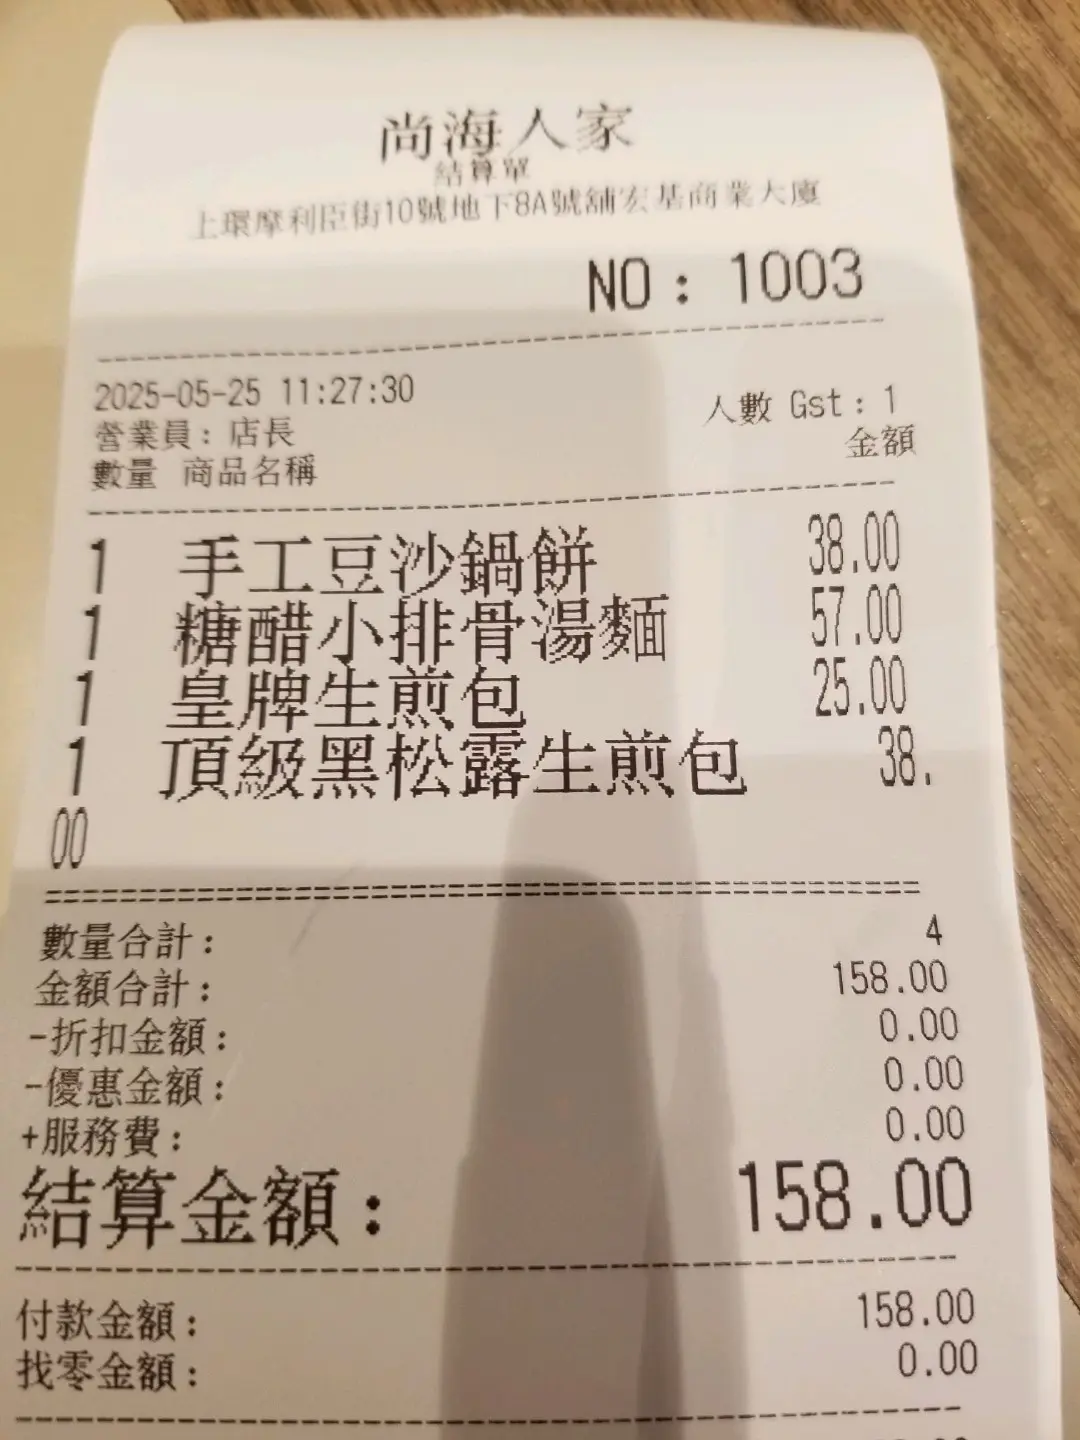 尚海人家
結算單
上環摩利臣街10號地下8A號舖宏基商業大廈
NO: 1003
2025-05-25 11:27:30
人數 Gst: 1
營業員: 店長
金額
數量 商品名稱
1 手工豆沙鍋餅 38.00
1 糖醋小排骨湯麵 57.00
1 皇牌生煎包 25.00
1 頂級黑松露生煎包 38.
00
數量合計: 4
金額合計: 158.00
-折扣金額: 0.00
-優惠金額: 0.00
+服務費: 0.00
結算金額: 158.00
付款金額: 158.00
找零金額: 0.00